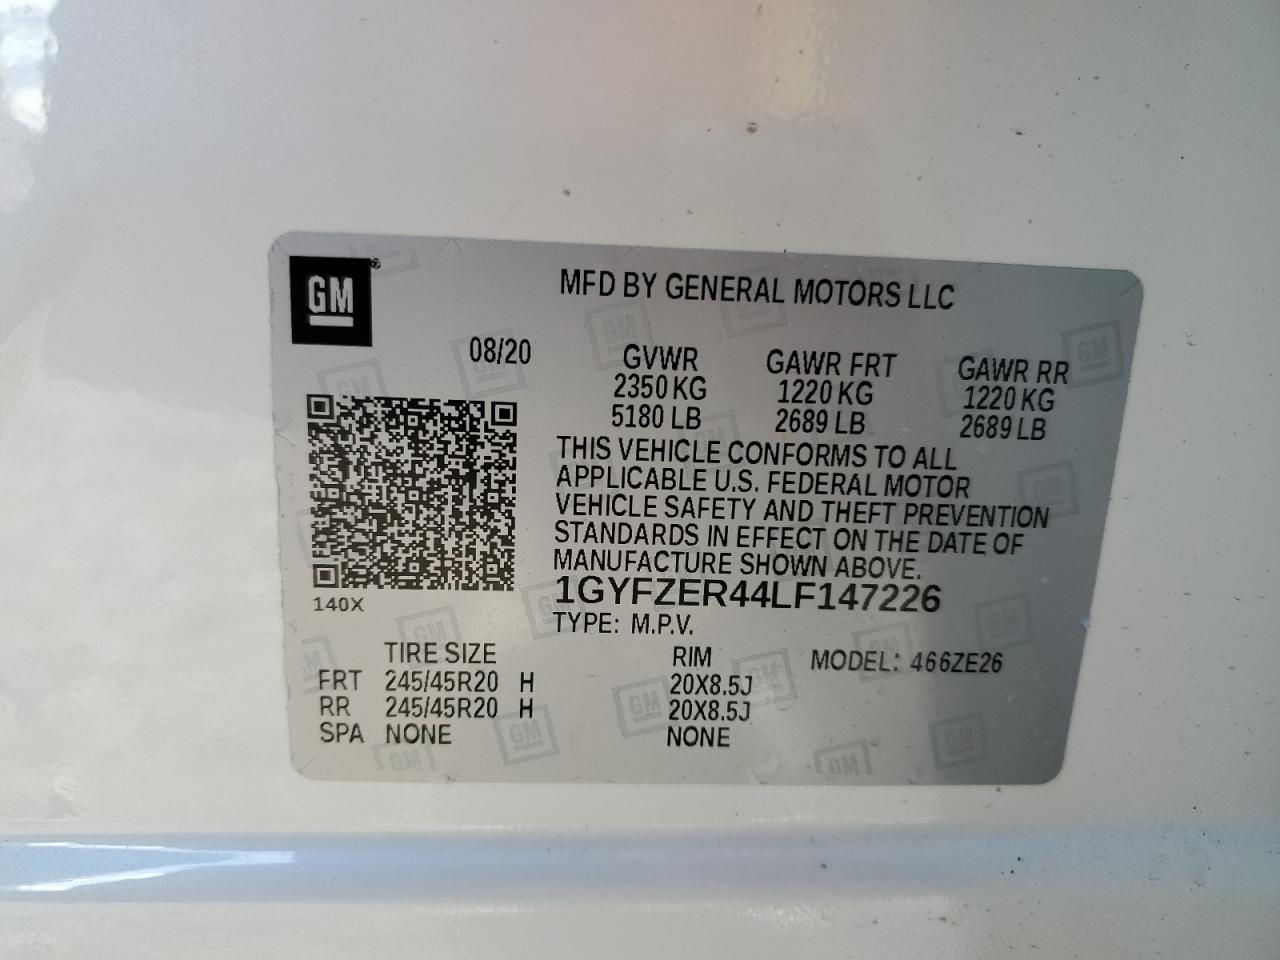 GM®
MFD BY GENERAL MOTORS LLC
08/20
GVWR GAWR FRT GAWR RR
2350 KG 1220 KG 1220 KG
5180 LB 2689 LB 2689 LB
THIS VEHICLE CONFORMS TO ALL
APPLICABLE U.S. FEDERAL MOTOR
VEHICLE SAFETY AND THEFT PREVENTION
STANDARDS IN EFFECT ON THE DATE OF
MANUFACTURE SHOWN ABOVE.
1GYFZER44LF147226
140X
TYPE: M.P.V.
TIRE SIZE RIM MODEL: 466ZE26
FRT 245/45R20 H 20X8.5J
RR 245/45R20 H 20X8.5J
SPA NONE NONE